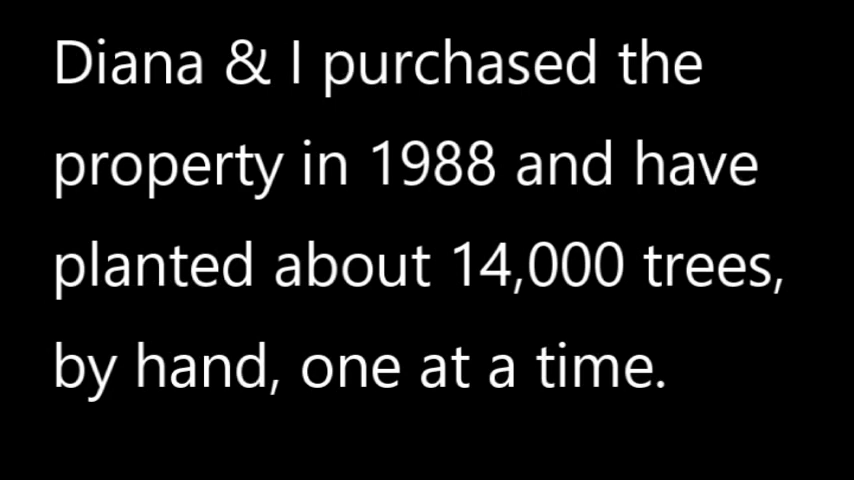 Diana & I purchased the
property in 1988 and have
planted about 14,000 trees,
by hand, one at a time.